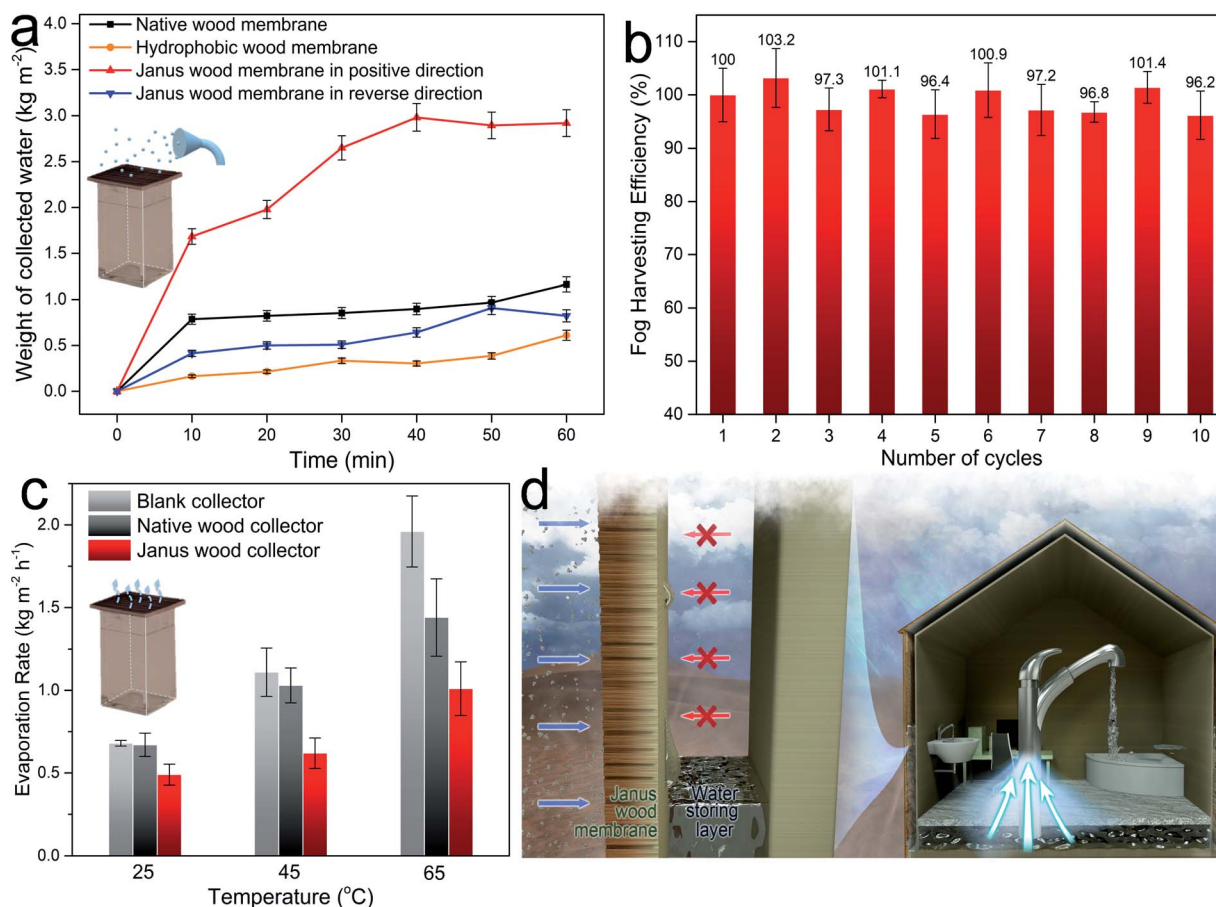 a
Weight of collected water (kg m⁻²)
4.0
3.5
3.0
2.5
2.0
1.5
1.0
0.5
0.0
Native wood membrane
Hydrophobic wood membrane
Janus wood membrane in positive direction
Janus wood membrane in reverse direction
0 10 20 30 40 50 60
Time (min)
b
Fog Harvesting Efficiency (%)
110
100
90
80
70
60
50
40
100 103.2 97.3 101.1 96.4 100.9 97.2 96.8 101.4 96.2
1 2 3 4 5 6 7 8 9 10
Number of cycles
c
Evaporation Rate (kg m⁻² h⁻¹)
2.0
1.5
1.0
0.5
0.0
Blank collector
Native wood collector
Janus wood collector
25 45 65
Temperature (°C)
d
Janus
wood
membrane
Water
storing
layer